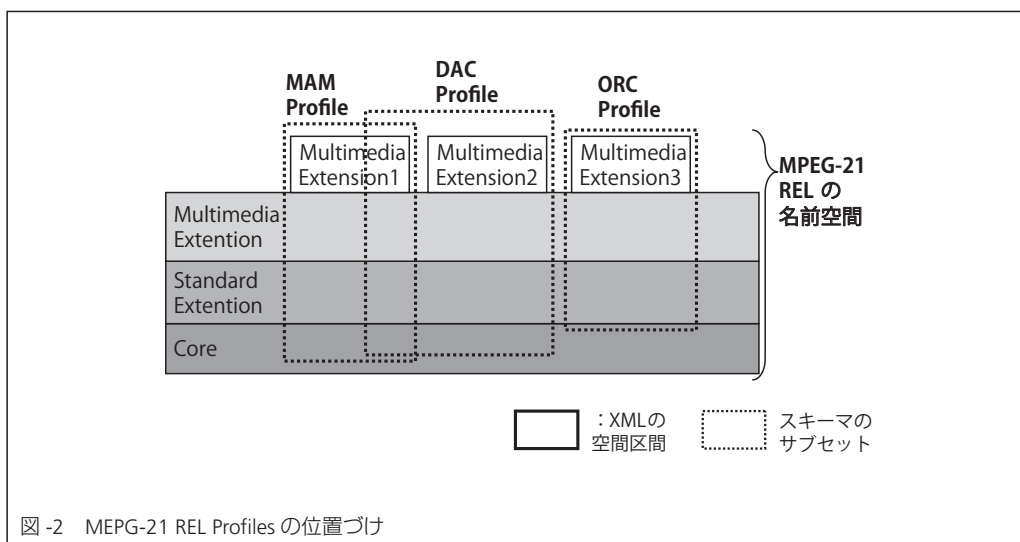 MAM
Profile
DAC
Profile
ORC
Profile
Multimedia
Extension1
Multimedia
Extension2
Multimedia
Extension3
MPEG-21
REL の
名前空間
Multimedia
Extention
Standard
Extention
Core
：XMLの
空間区間
スキーマの
サブセット
図 -2　MEPG-21 REL Profiles の位置づけ